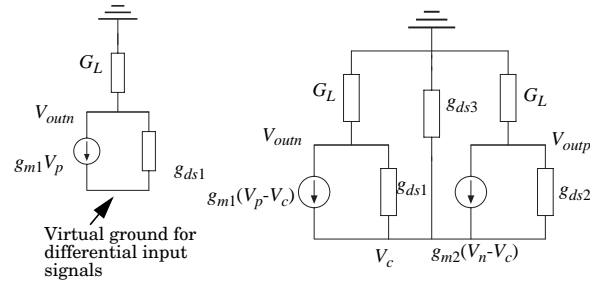 G_L
V_outn
g_m1V_p
g_ds1
Virtual ground for
differential input
signals
G_L
g_ds3
G_L
V_outn
V_outp
g_m1(V_p-V_c)
g_ds1
g_ds2
V_c
g_m2(V_n-V_c)